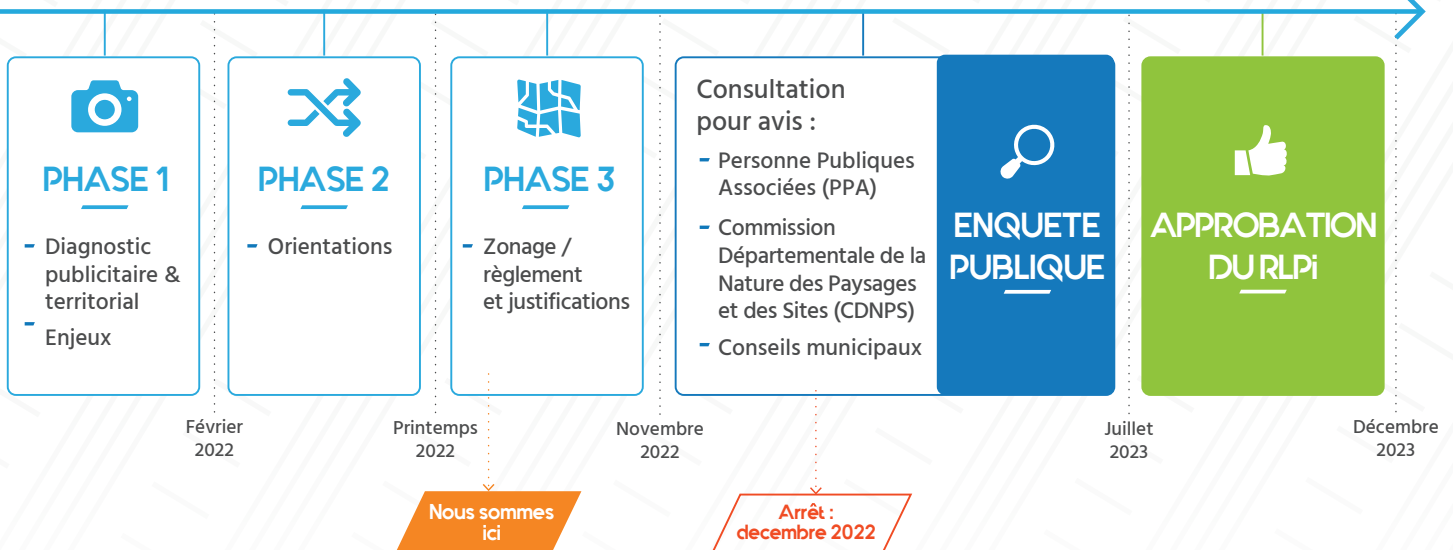 PHASE 1
- Diagnostic
publicitaire &
territorial
- Enjeux
PHASE 2
- Orientations
PHASE 3
- Zonage /
règlement
et justifications
Consultation
pour avis :
- Personne Publiques
Associées (PPA)
- Commission
Départementale de la
Nature des Paysages
et des Sites (CDNPS)
- Conseils municipaux
ENQUETE
PUBLIQUE
APPROBATION
DU RLPi
Février
2022
Printemps
2022
Novembre
2022
Juillet
2023
Décembre
2023
Nous sommes
ici
Arrêt :
decembre 2022